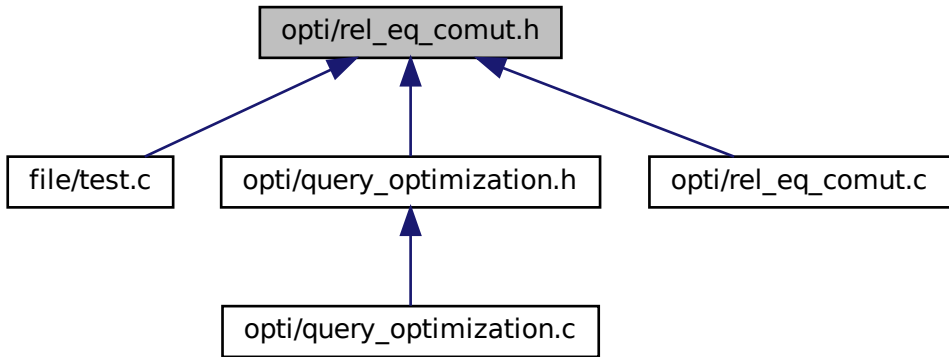 opti/rel_eq_comut.h
file/test.c
opti/query_optimization.h
opti/rel_eq_comut.c
opti/query_optimization.c